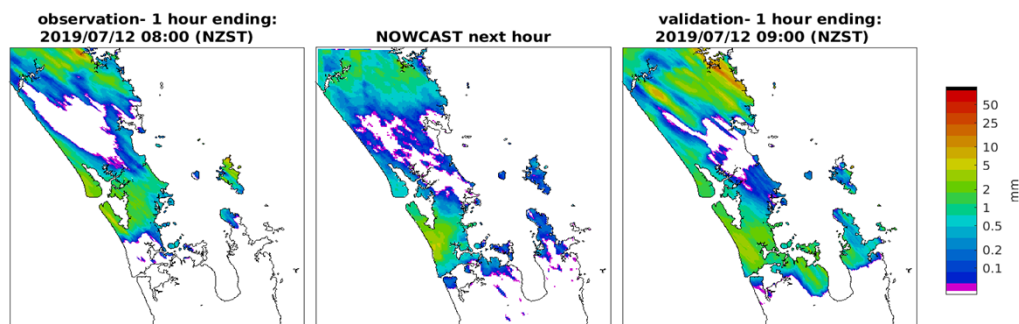 observation- 1 hour ending:
2019/07/12 08:00 (NZST)
NOWCAST next hour
validation- 1 hour ending:
2019/07/12 09:00 (NZST)
50
25
10
5
2
1
0.5
0.2
0.1
mm